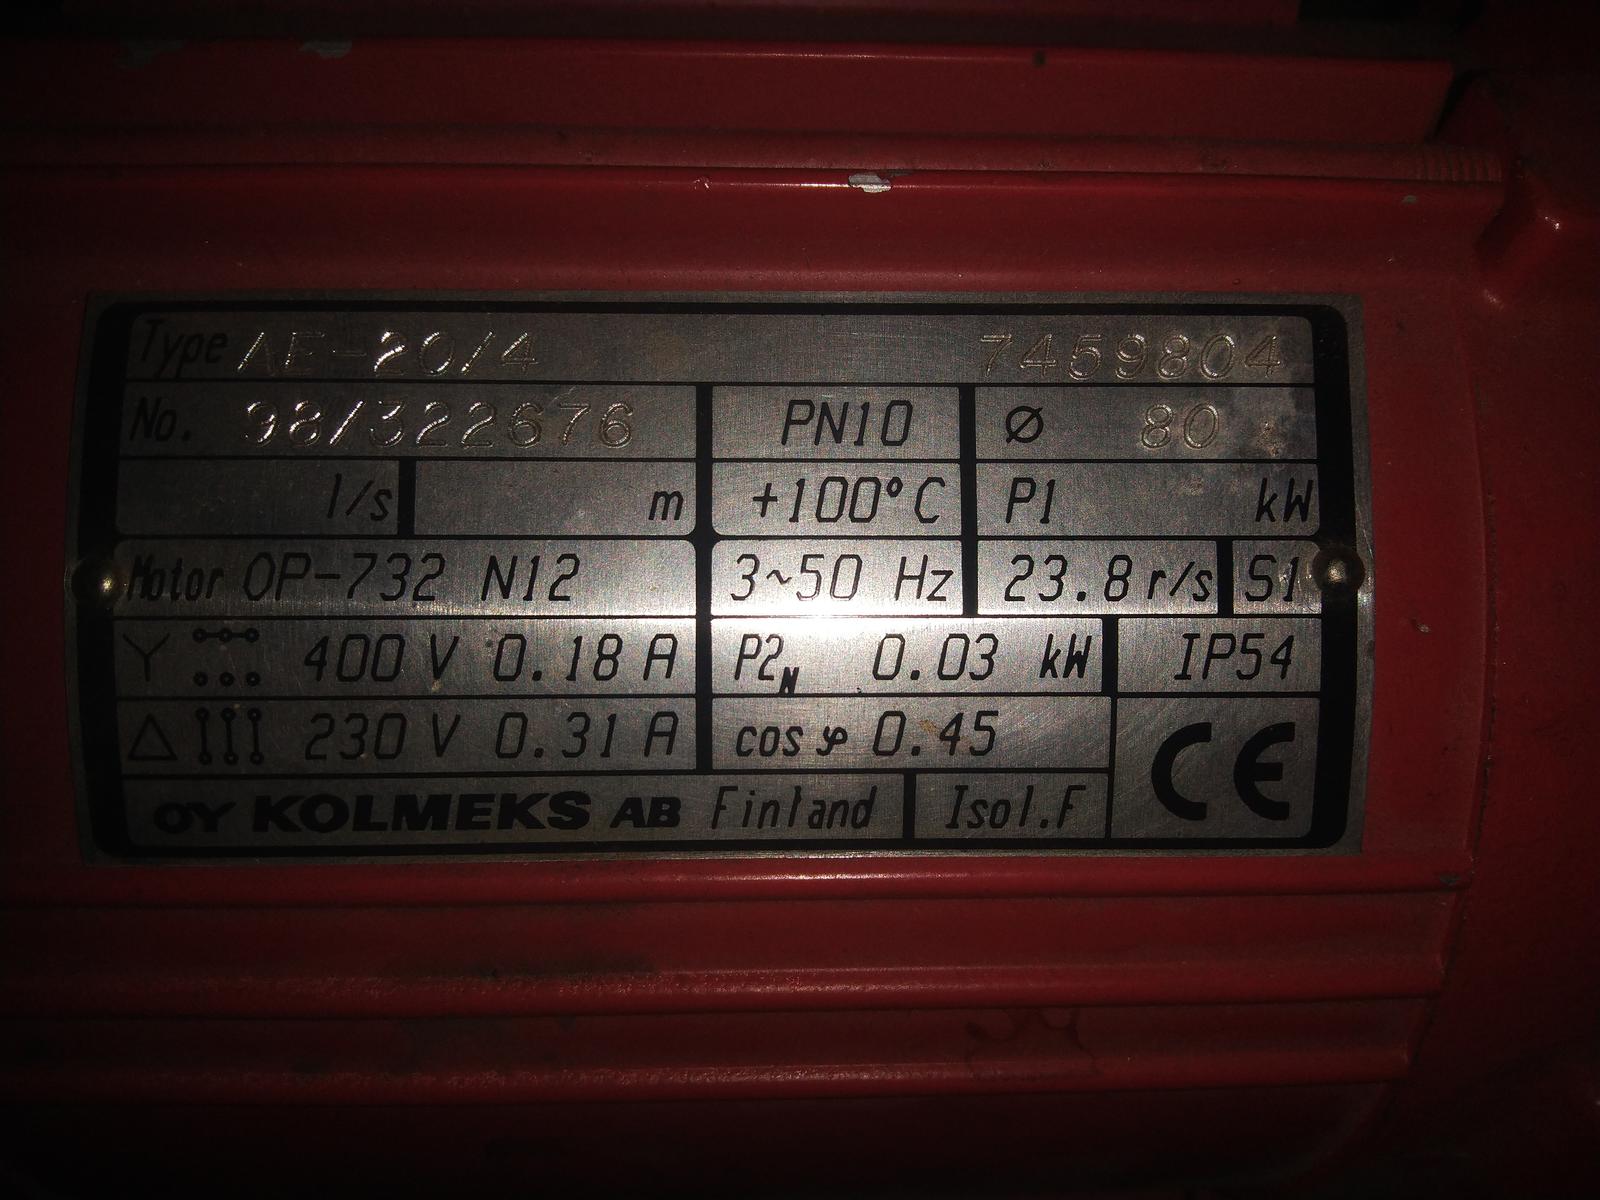 Type AE-20/4 7459804
No. 98/322676 PN10 Ø 80
l/s m +100°C P1 kW
Motor OP-732 N12 3~50 Hz 23.8 r/s S1
Y 400 V 0.18 A P2N 0.03 kW IP54
△ 230 V 0.31 A cos φ 0.45 CE
OY KOLMEKS AB Finland Isol.F